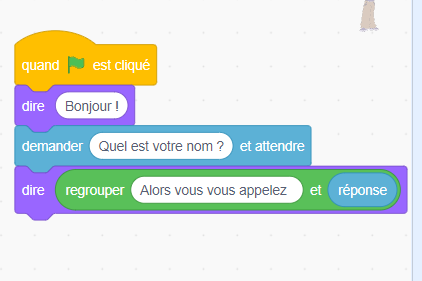 quand est cliqué
dire Bonjour !
demander Quel est votre nom ? et attendre
dire regrouper Alors vous vous appelez et réponse